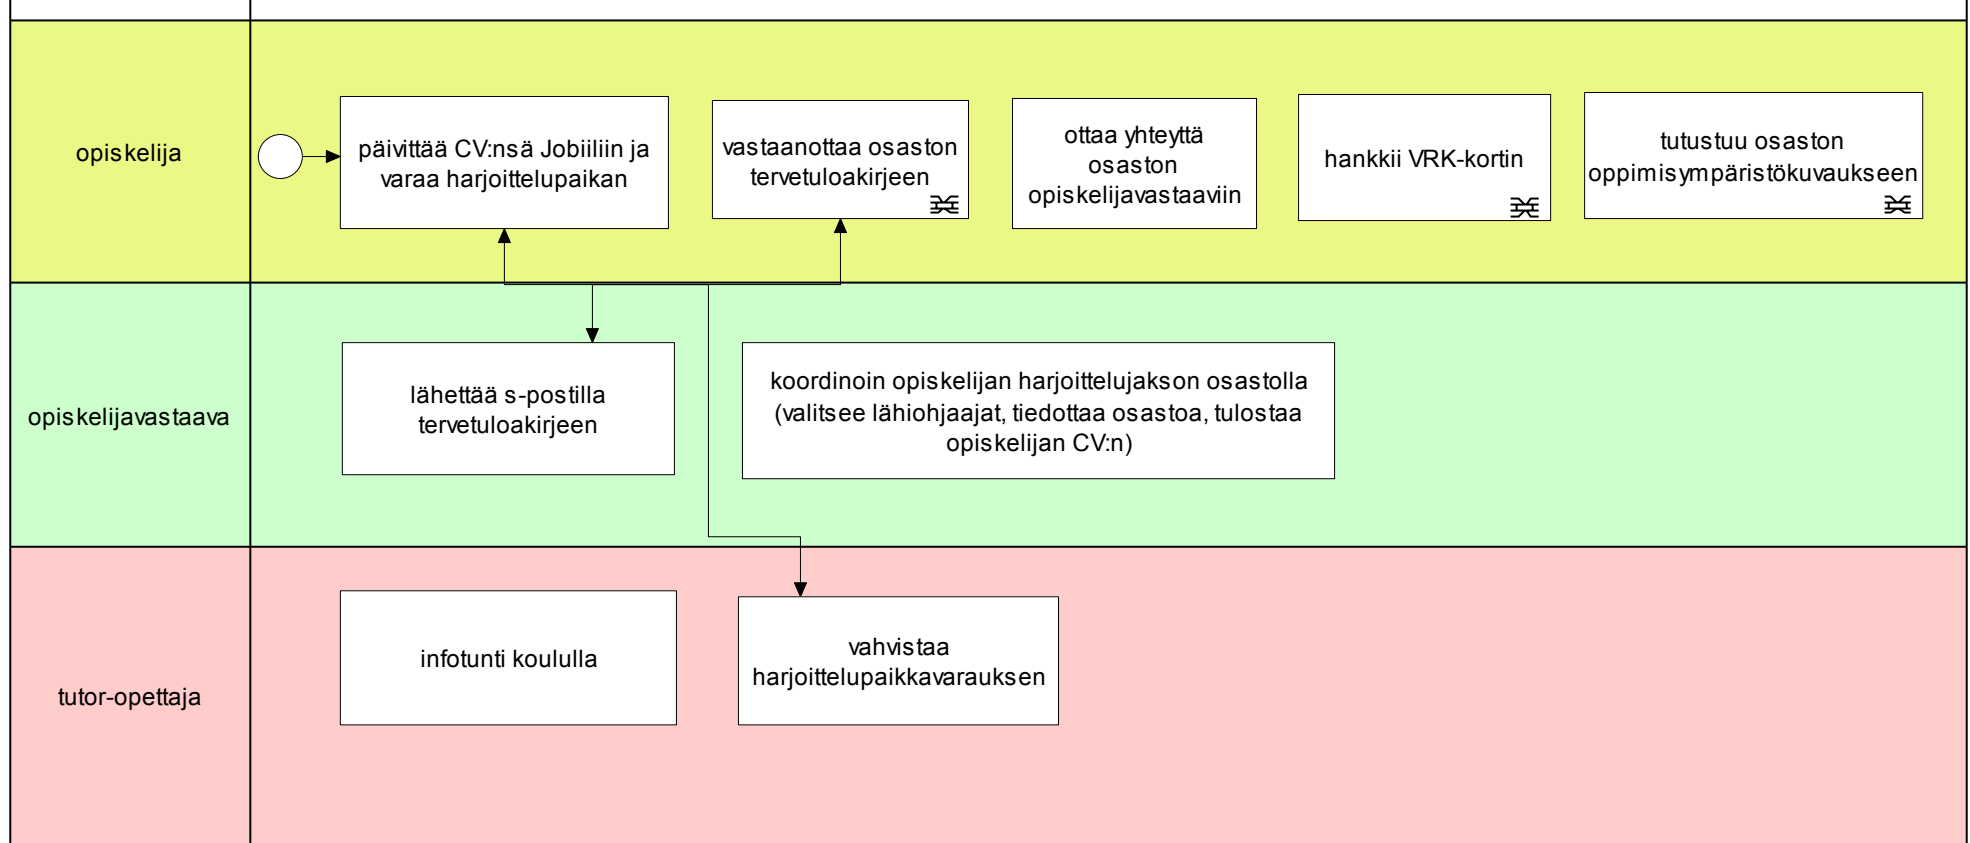 opiskelija
päivittää CV:nsä Jobiiliin ja
varaa harjoittelupaikan
vastaanottaa osaston
tervetuloakirjeen
ottaa yhteyttä
osaston
opiskelijavastaaviin
hankkii VRK-kortin
tutustuu osaston
oppimisympäristökuvaukseen
opiskelijavastaava
lähettää s-postilla
tervetuloakirjeen
koordinoin opiskelijan harjoittelujakson osastolla
(valitsee lähiohjaajat, tiedottaa osastoa, tulostaa
opiskelijan CV:n)
tutor-opettaja
infotunti koululla
vahvistaa
harjoittelupaikkavarauksen